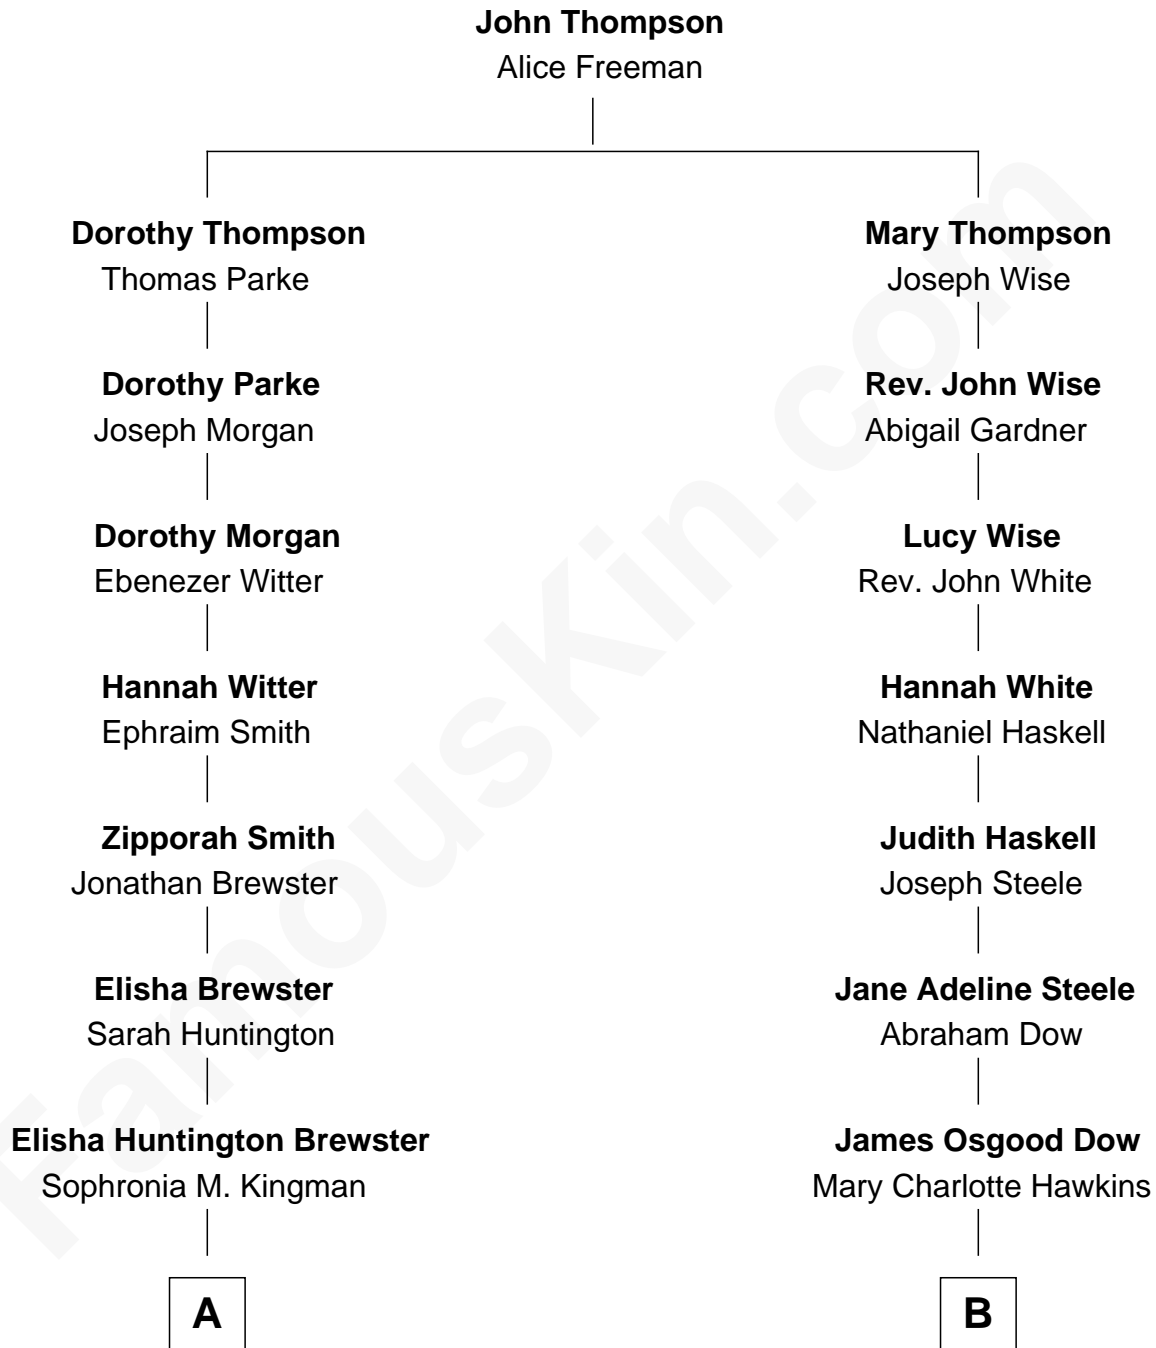 John Thompson
Alice Freeman
Dorothy Thompson
Thomas Parke
Dorothy Parke
Joseph Morgan
Dorothy Morgan
Ebenezer Witter
Hannah Witter
Ephraim Smith
Zipporah Smith
Jonathan Brewster
Elisha Brewster
Sarah Huntington
Elisha Huntington Brewster
Sophronia M. Kingman
A
Mary Thompson
Joseph Wise
Rev. John Wise
Abigail Gardner
Lucy Wise
Rev. John White
Hannah White
Nathaniel Haskell
Judith Haskell
Joseph Steele
Jane Adeline Steele
Abraham Dow
James Osgood Dow
Mary Charlotte Hawkins
B
FamousKin.com